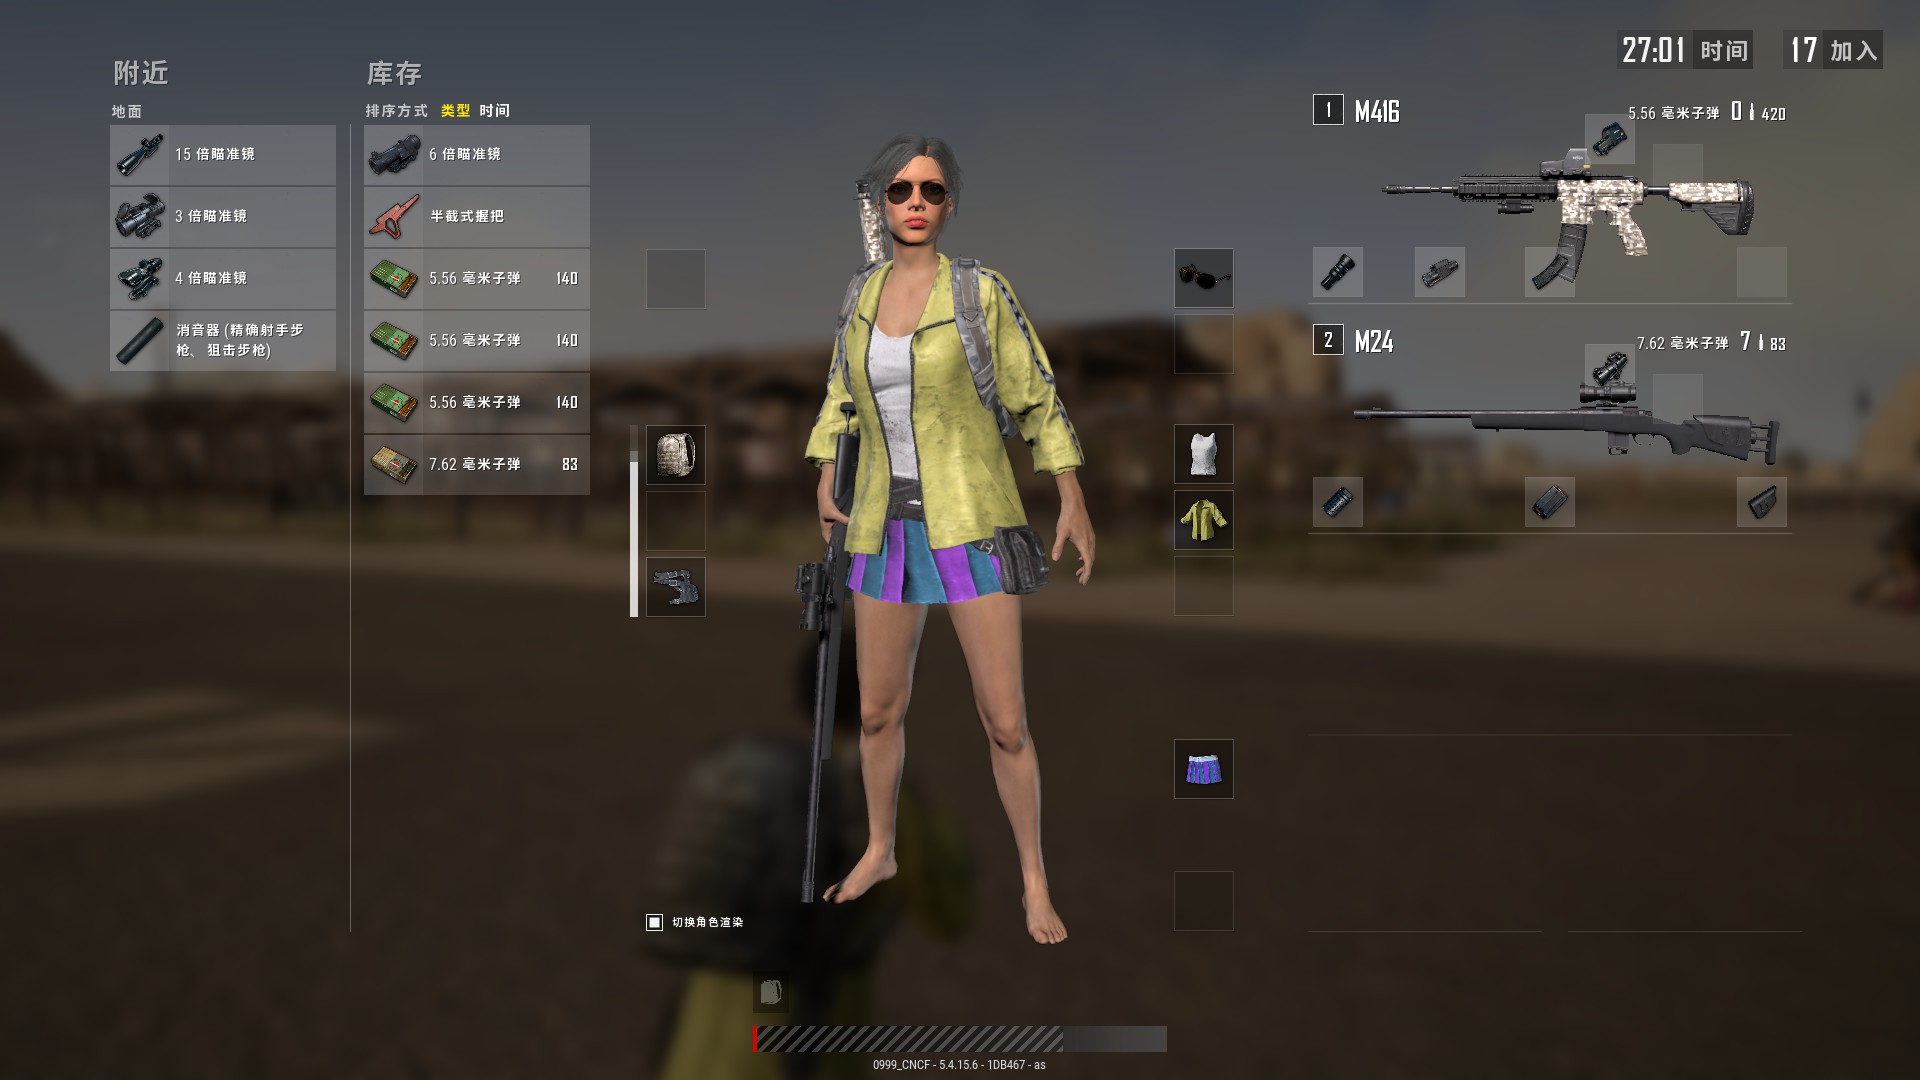 27:01 时间 17 加入
附近
地面
15 倍瞄准镜
3 倍瞄准镜
4 倍瞄准镜
消音器 (精确射手步
枪、狙击步枪)
库存
排序方式 类型 时间
6 倍瞄准镜
半截式握把
5.56 毫米子弹 140
5.56 毫米子弹 140
5.56 毫米子弹 140
7.62 毫米子弹 83
切换角色渲染
1 M416
5.56 毫米子弹 0 420
2 M24
7.62 毫米子弹 7 83
0999_CNCF - 5.4.15.6 - 1DB467 - as